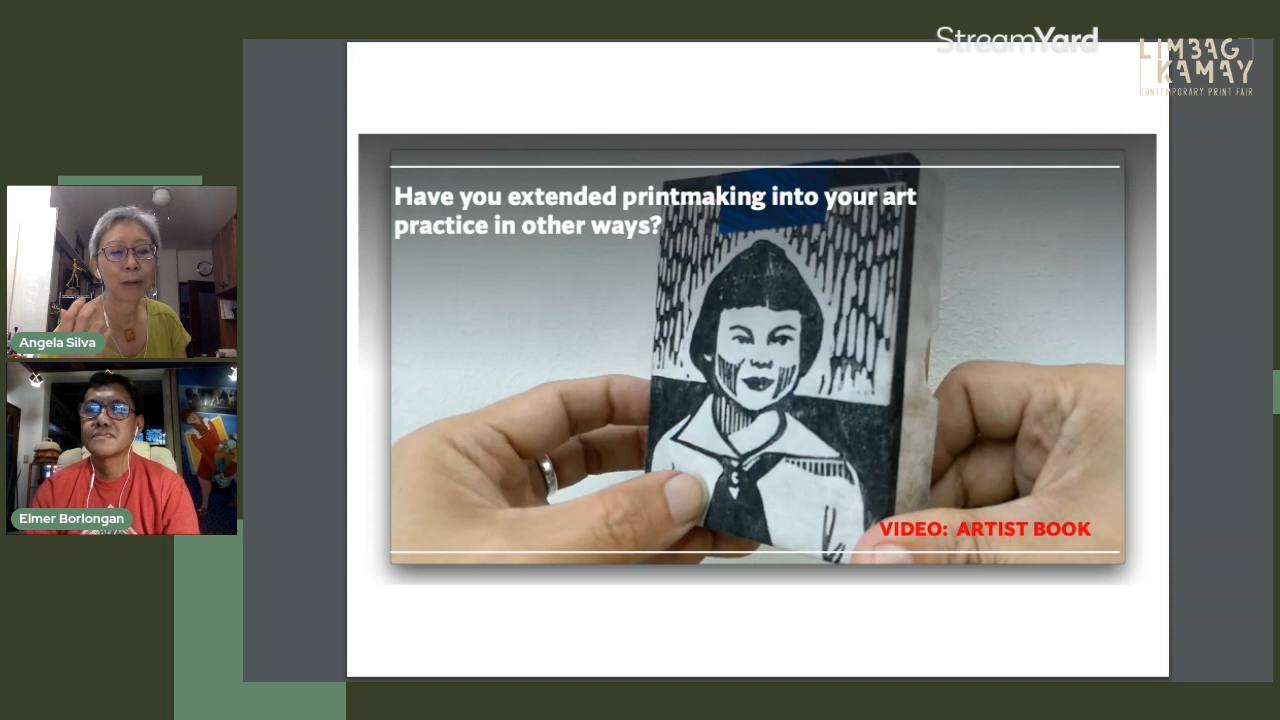 StreamYard
LIMBAG
KAMAY
CONTEMPORARY PRINT FAIR
Have you extended printmaking into your art
practice in other ways?
VIDEO: ARTIST BOOK
Angela Silva
Elmer Borlongan